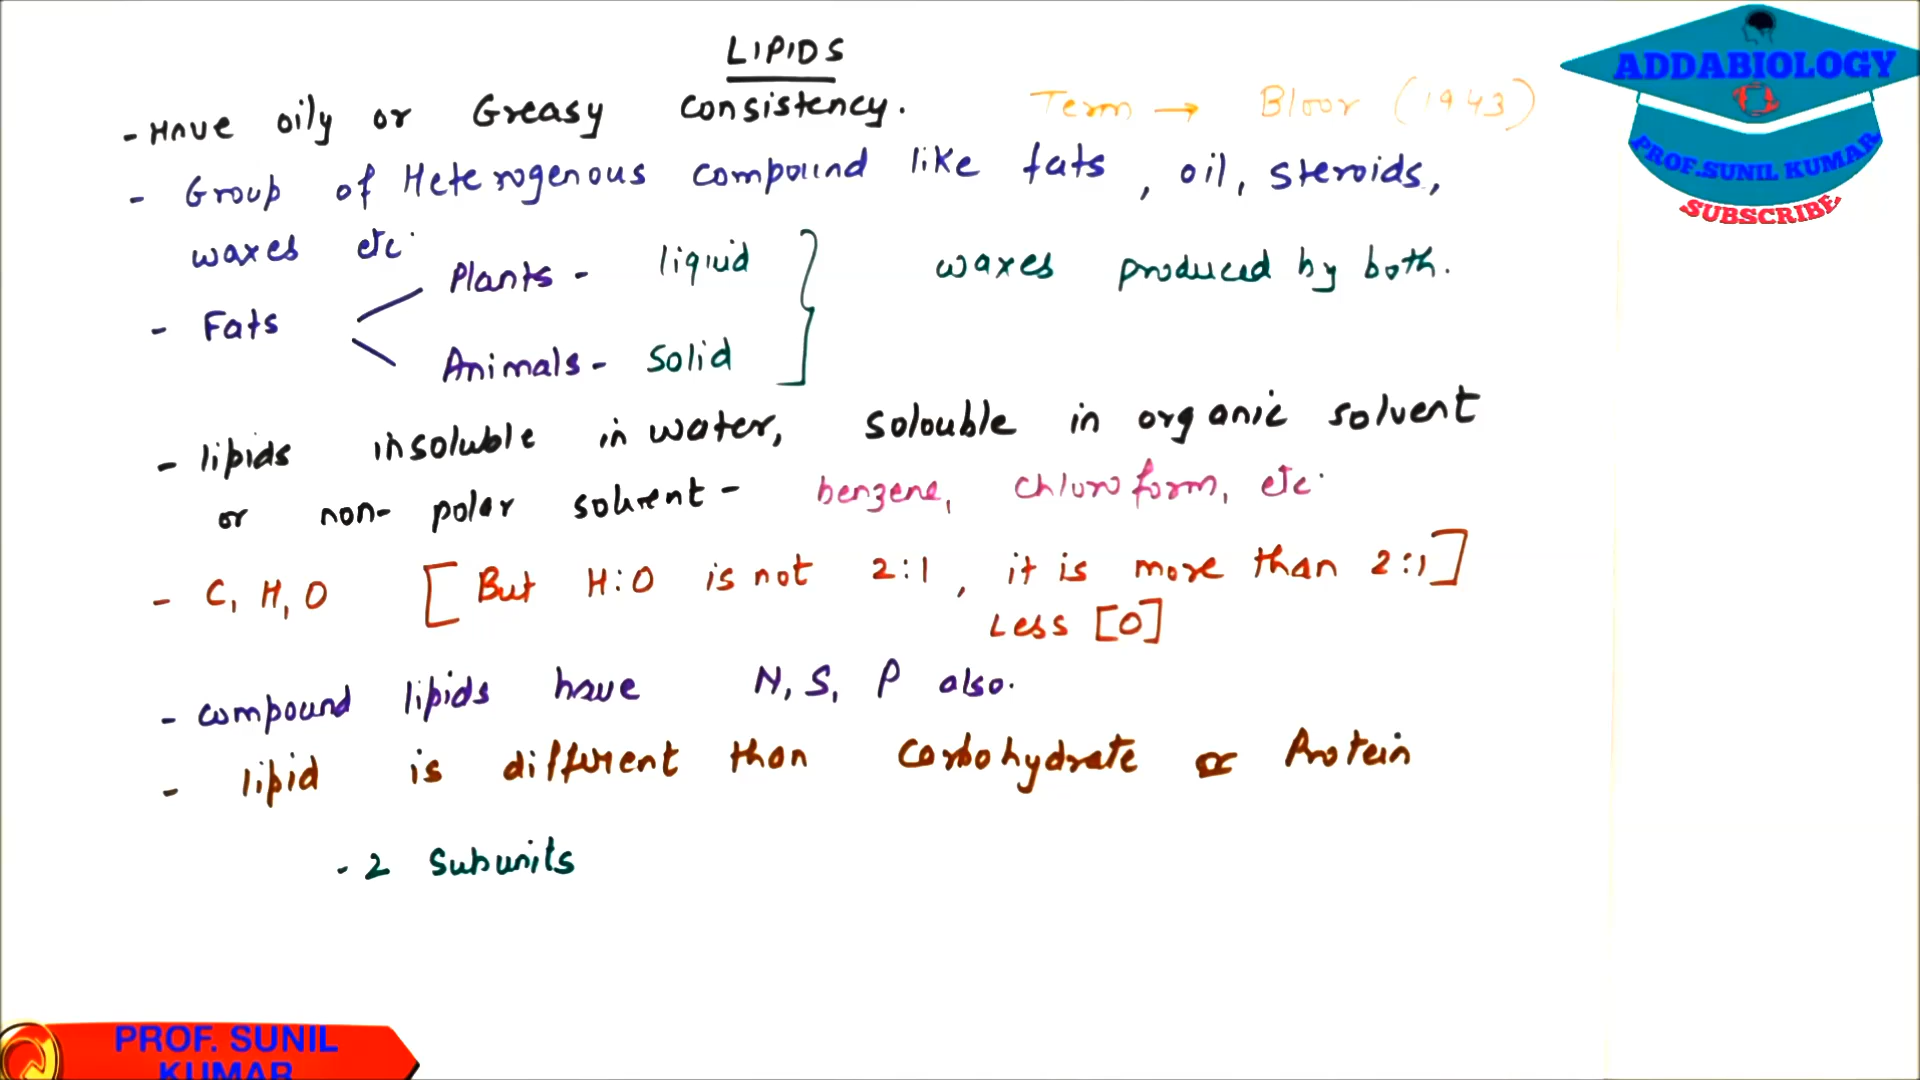 LIPIDS
- Have oily or Greasy consistency.
Term → Bloor (1943)
- Group of Heterogenous compound like fats, oil, steroids,
waxes etc.
- Fats
Plants - liquid
Animals - Solid
waxes produced by both.
- lipids insoluble in water, solouble in organic solvent
or non-polar solvent - benzene, chloroform, etc.
- C, H, O [But H:O is not 2:1, it is more than 2:1]
Less [O]
- compound lipids have N, S, P also.
- lipid is different than Carbohydrate or Protein
- 2 Subunits
ADDABIOLOGY
PROF.SUNIL KUMAR
SUBSCRIBE
PROF. SUNIL
KUMAR